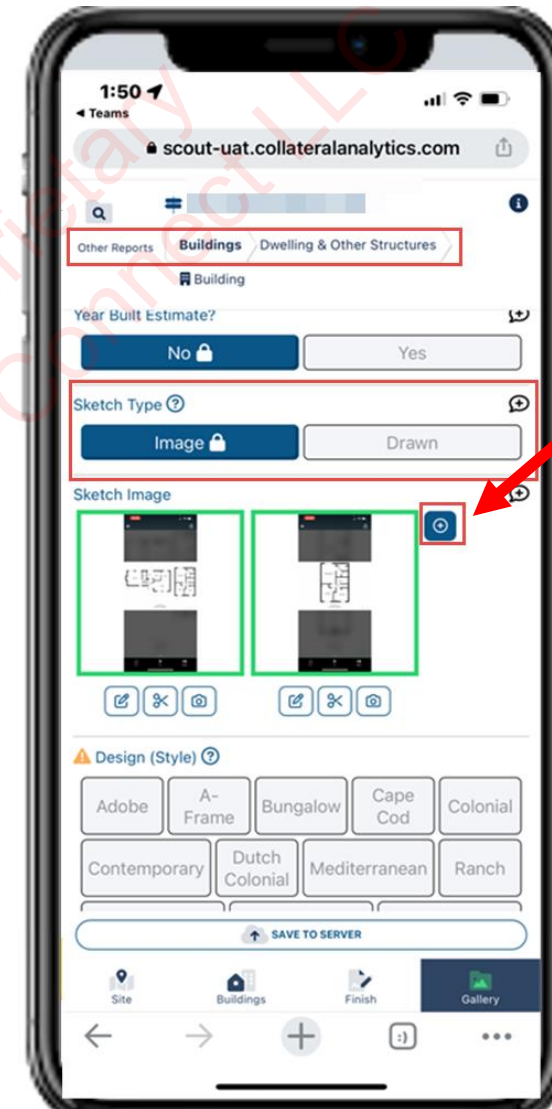 1:50
◄ Teams
scout-uat.collateralanalytics.com
Other Reports Buildings Dwelling & Other Structures
Building
Year Built Estimate?
No Yes
Sketch Type
Image Drawn
Sketch Image
Design (Style)
Adobe A-Frame Bungalow Cape Cod Colonial
Contemporary Dutch Colonial Mediterranean Ranch
SAVE TO SERVER
Site Buildings Finish Gallery
:)
Connect LLC